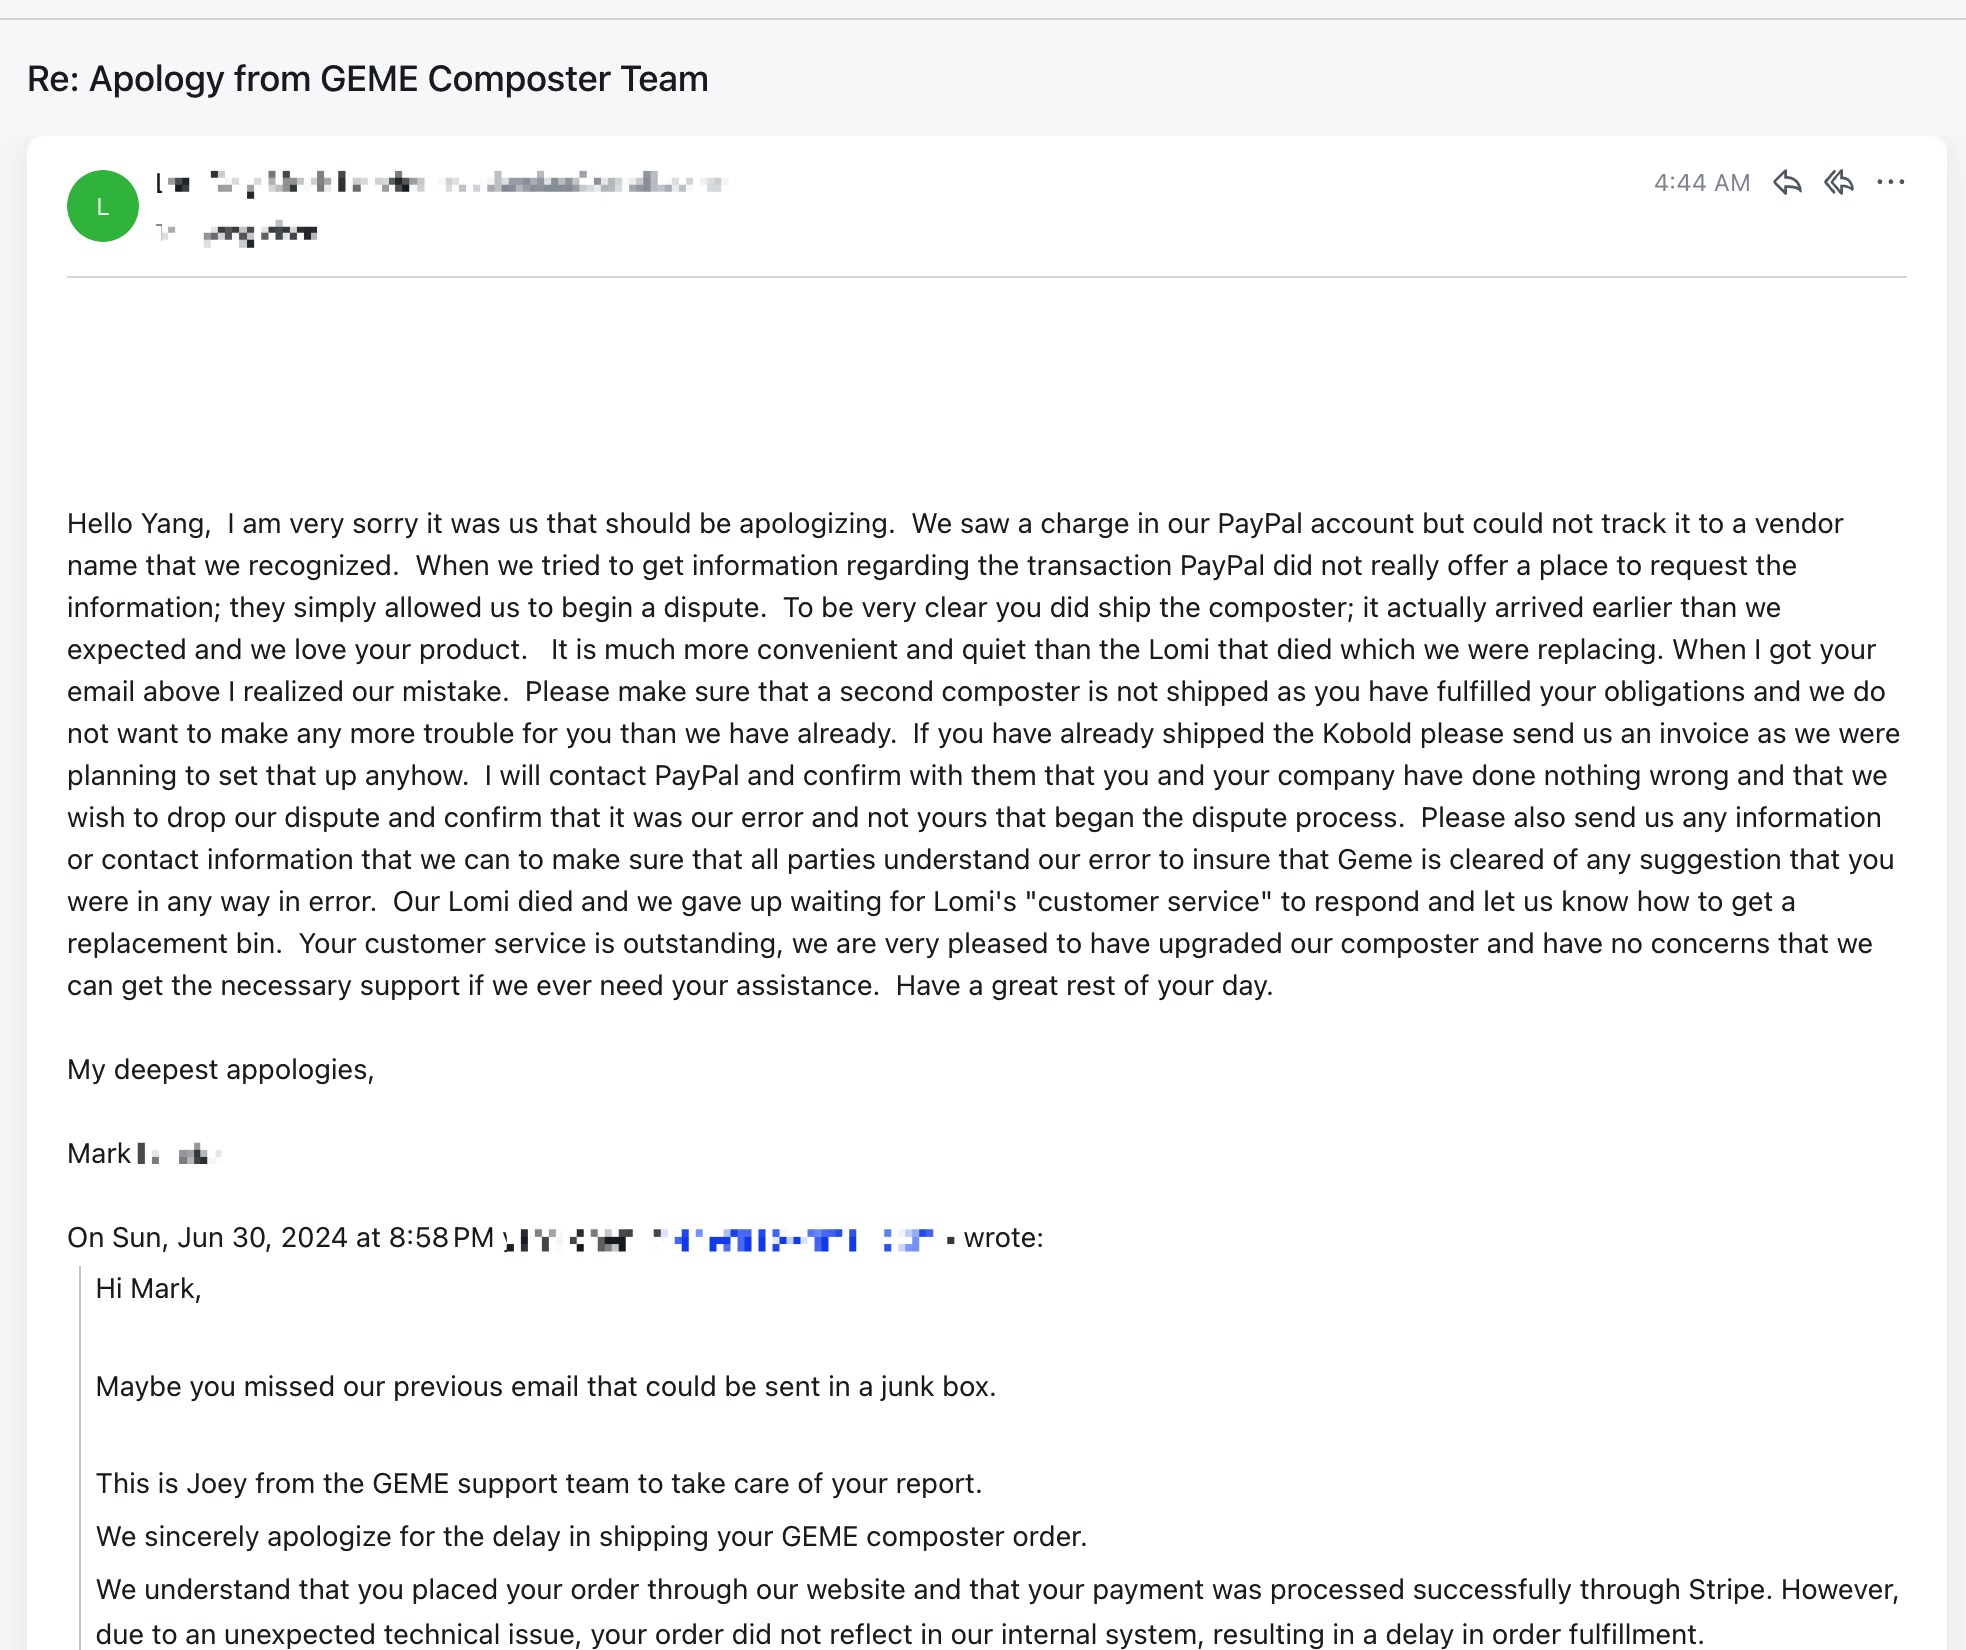 Re: Apology from GEME Composter Team
L
4:44 AM
Hello Yang,  I am very sorry it was us that should be apologizing.  We saw a charge in our PayPal account but could not track it to a vendor
name that we recognized.  When we tried to get information regarding the transaction PayPal did not really offer a place to request the
information; they simply allowed us to begin a dispute.  To be very clear you did ship the composter; it actually arrived earlier than we
expected and we love your product.   It is much more convenient and quiet than the Lomi that died which we were replacing. When I got your
email above I realized our mistake.  Please make sure that a second composter is not shipped as you have fulfilled your obligations and we do
not want to make any more trouble for you than we have already.  If you have already shipped the Kobold please send us an invoice as we were
planning to set that up anyhow.  I will contact PayPal and confirm with them that you and your company have done nothing wrong and that we
wish to drop our dispute and confirm that it was our error and not yours that began the dispute process.  Please also send us any information
or contact information that we can to make sure that all parties understand our error to insure that Geme is cleared of any suggestion that you
were in any way in error.  Our Lomi died and we gave up waiting for Lomi's "customer service" to respond and let us know how to get a
replacement bin.  Your customer service is outstanding, we are very pleased to have upgraded our composter and have no concerns that we
can get the necessary support if we ever need your assistance.  Have a great rest of your day.
My deepest appologies,
Mark
On Sun, Jun 30, 2024 at 8:58 PM wrote:
Hi Mark,
Maybe you missed our previous email that could be sent in a junk box.
This is Joey from the GEME support team to take care of your report.
We sincerely apologize for the delay in shipping your GEME composter order.
We understand that you placed your order through our website and that your payment was processed successfully through Stripe. However,
due to an unexpected technical issue, your order did not reflect in our internal system, resulting in a delay in order fulfillment.